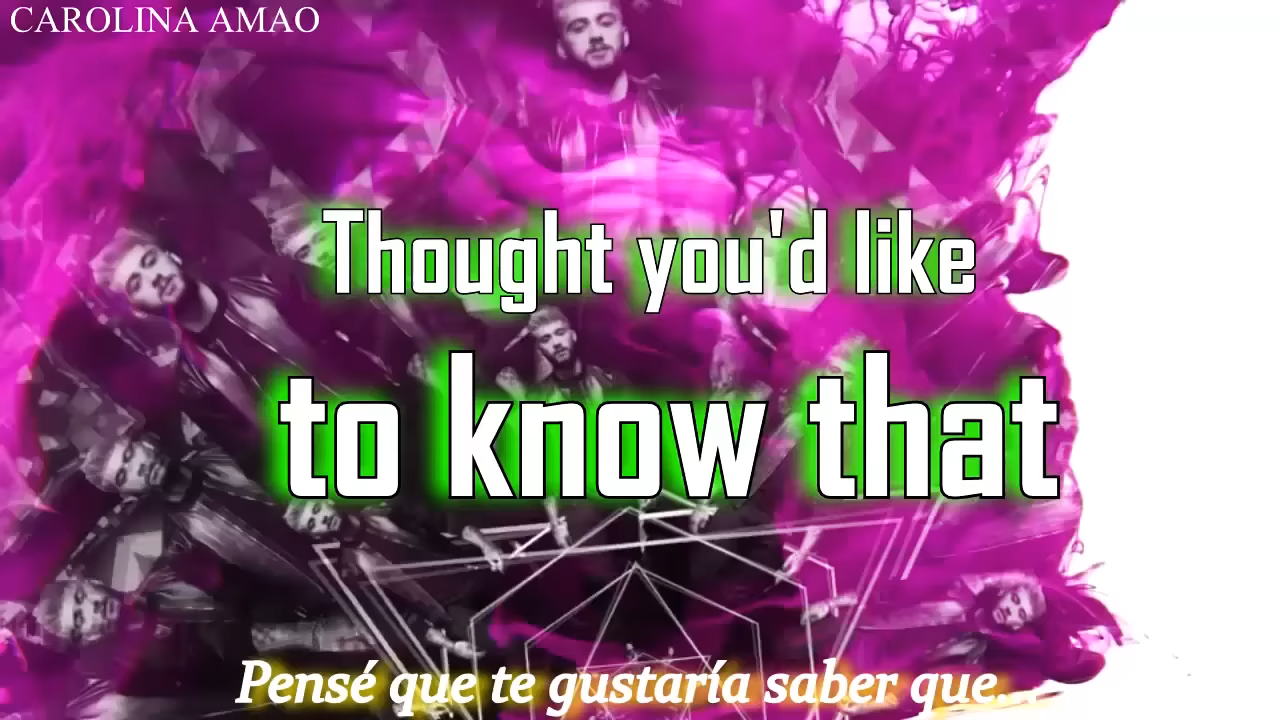 CAROLINA AMAO
Thought you'd like
to know that
Pensé que te gustaría saber que...